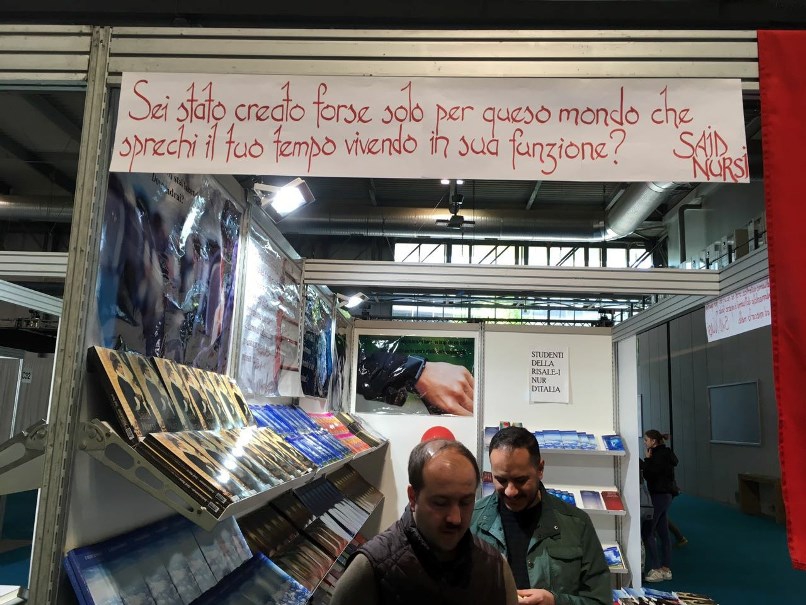 Sei stato creato forse solo per queso mondo che
sprechi il tuo tempo vivendo in sua funzione?
SAID
NURSi
STUDENTI
DELLA
RISALE-I
NUR
D'ITALIA